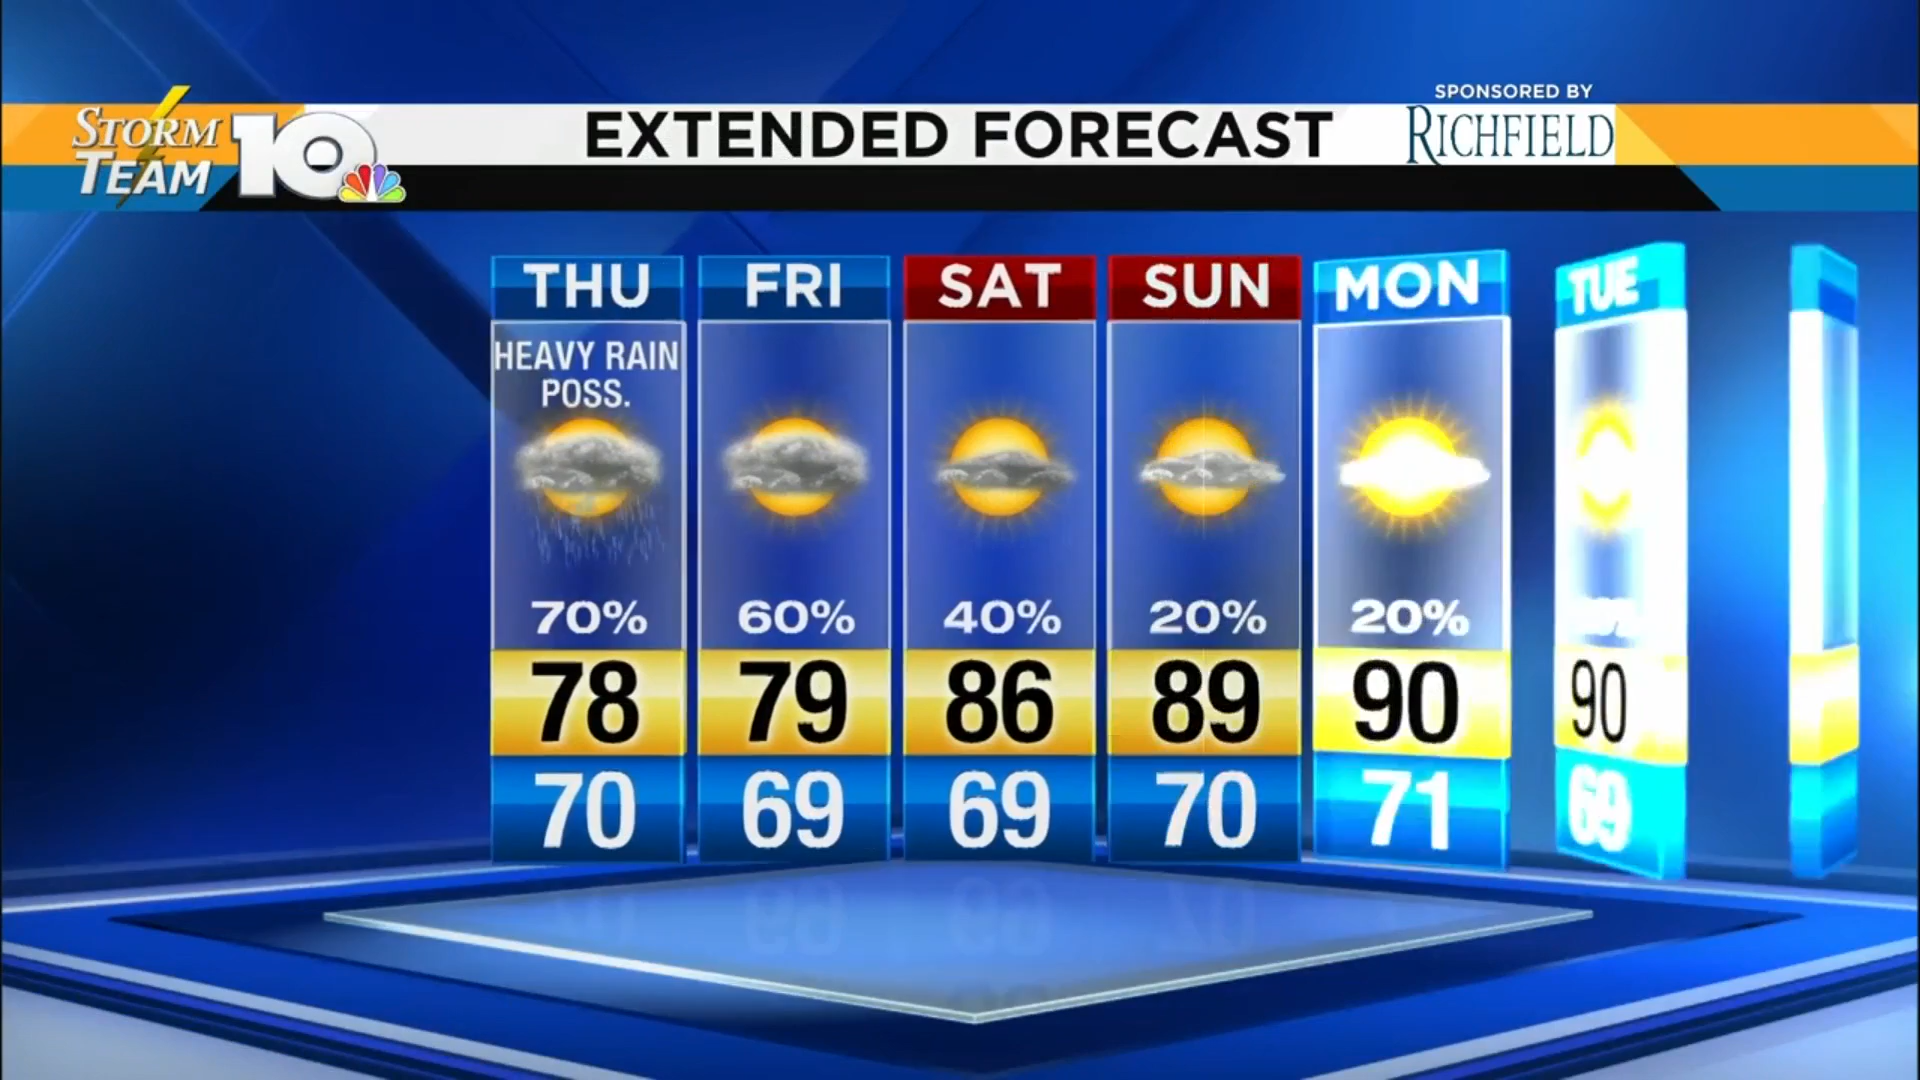 SPONSORED BY
STORM TEAM 10
EXTENDED FORECAST
RICHFIELD
THU FRI SAT SUN MON TUE
HEAVY RAIN
POSS.
70% 60% 40% 20% 20%
78 79 86 89 90 90
70 69 69 70 71 69